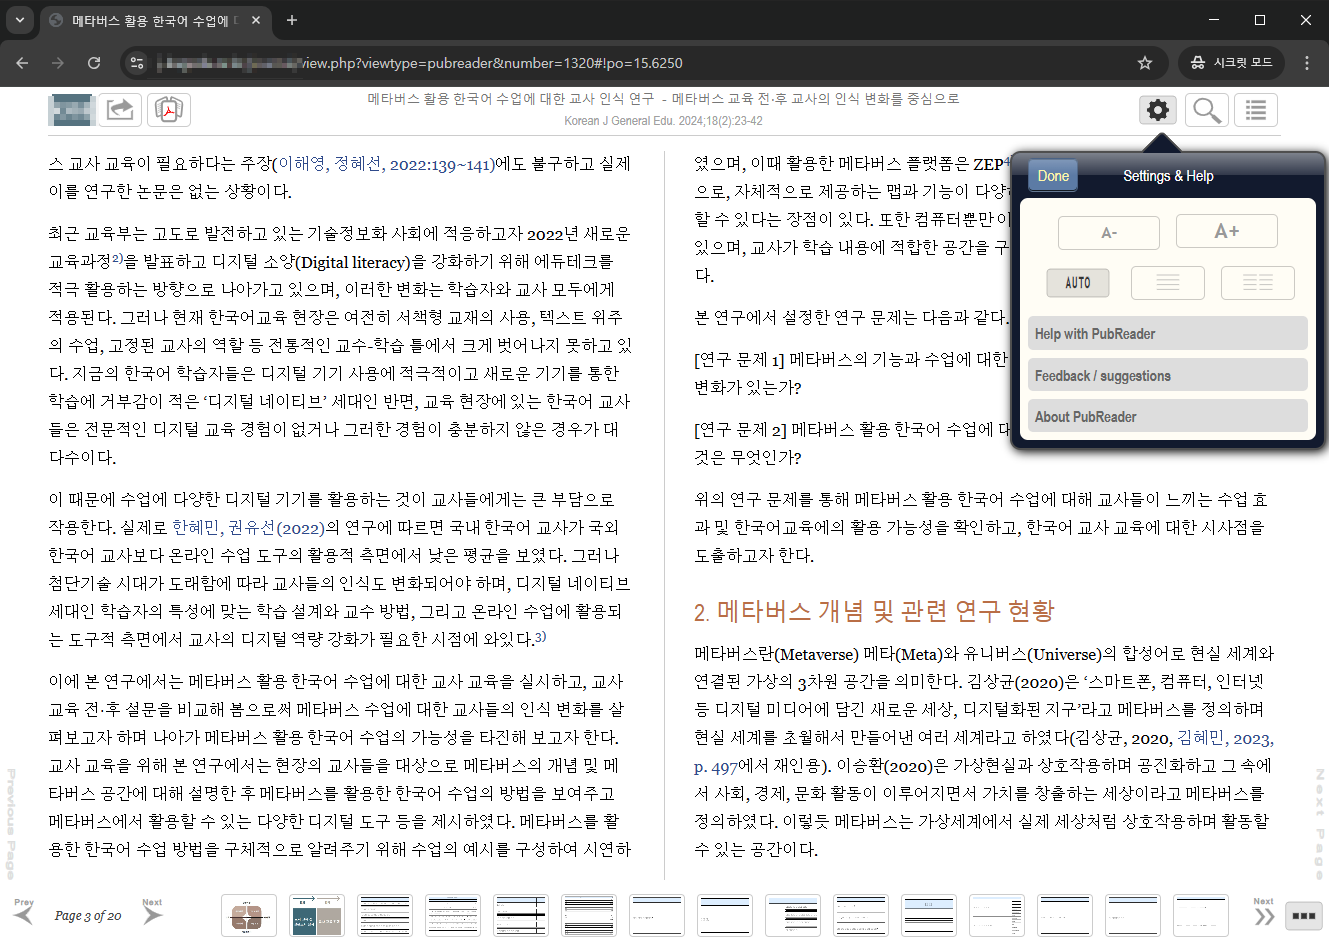 메타버스 활용 한국어 수업에 대
시크릿 모드
view.php?viewtype=pubreader&number=1320#!po=15.6250
메타버스 활용 한국어 수업에 대한 교사 인식 연구 - 메타버스 교육 전·후 교사의 인식 변화를 중심으로
Korean J General Edu. 2024;18(2):23-42
스 교사 교육이 필요하다는 주장(이해영, 정혜선, 2022:139~141)에도 불구하고 실제
이를 연구한 논문은 없는 상황이다.
최근 교육부는 고도로 발전하고 있는 기술정보화 사회에 적응하고자 2022년 새로운
교육과정2)을 발표하고 디지털 소양(Digital literacy)을 강화하기 위해 에듀테크를
적극 활용하는 방향으로 나아가고 있으며, 이러한 변화는 학습자와 교사 모두에게
적용된다. 그러나 현재 한국어교육 현장은 여전히 서책형 교재의 사용, 텍스트 위주
의 수업, 고정된 교사의 역할 등 전통적인 교수-학습 틀에서 크게 벗어나지 못하고 있
다. 지금의 한국어 학습자들은 디지털 기기 사용에 적극적이고 새로운 기기를 통한
학습에 거부감이 적은 ‘디지털 네이티브’ 세대인 반면, 교육 현장에 있는 한국어 교사
들은 전문적인 디지털 교육 경험이 없거나 그러한 경험이 충분하지 않은 경우가 대
다수이다.
이 때문에 수업에 다양한 디지털 기기를 활용하는 것이 교사들에게는 큰 부담으로
작용한다. 실제로 한혜민, 권유선(2022)의 연구에 따르면 국내 한국어 교사가 국외
한국어 교사보다 온라인 수업 도구의 활용적 측면에서 낮은 평균을 보였다. 그러나
첨단기술 시대가 도래함에 따라 교사들의 인식도 변화되어야 하며, 디지털 네이티브
세대인 학습자의 특성에 맞는 학습 설계와 교수 방법, 그리고 온라인 수업에 활용되
는 도구적 측면에서 교사의 디지털 역량 강화가 필요한 시점에 와있다.3)
이에 본 연구에서는 메타버스 활용 한국어 수업에 대한 교사 교육을 실시하고, 교사
교육 전·후 설문을 비교해 봄으로써 메타버스 수업에 대한 교사들의 인식 변화를 살
펴보고자 하며 나아가 메타버스 활용 한국어 수업의 가능성을 타진해 보고자 한다.
교사 교육을 위해 본 연구에서는 현장의 교사들을 대상으로 메타버스의 개념 및 메
타버스 공간에 대해 설명한 후 메타버스를 활용한 한국어 수업의 방법을 보여주고
메타버스에서 활용할 수 있는 다양한 디지털 도구 등을 제시하였다. 메타버스를 활
용한 한국어 수업 방법을 구체적으로 알려주기 위해 수업의 예시를 구성하여 시연하
였으며, 이때 활용한 메타버스 플랫폼은 ZEP4
으로, 자체적으로 제공하는 맵과 기능이 다양하
할 수 있다는 장점이 있다. 또한 컴퓨터뿐만 이
있으며, 교사가 학습 내용에 적합한 공간을 구
다.
본 연구에서 설정한 연구 문제는 다음과 같다.
[연구 문제 1] 메타버스의 기능과 수업에 대한
변화가 있는가?
[연구 문제 2] 메타버스 활용 한국어 수업에 대
것은 무엇인가?
위의 연구 문제를 통해 메타버스 활용 한국어 수업에 대해 교사들이 느끼는 수업 효
과 및 한국어교육에의 활용 가능성을 확인하고, 한국어 교사 교육에 대한 시사점을
도출하고자 한다.
2. 메타버스 개념 및 관련 연구 현황
메타버스란(Metaverse) 메타(Meta)와 유니버스(Universe)의 합성어로 현실 세계와
연결된 가상의 3차원 공간을 의미한다. 김상균(2020)은 ‘스마트폰, 컴퓨터, 인터넷
등 디지털 미디어에 담긴 새로운 세상, 디지털화된 지구’라고 메타버스를 정의하며
현실 세계를 초월해서 만들어낸 여러 세계라고 하였다(김상균, 2020, 김혜민, 2023,
p. 497에서 재인용). 이승환(2020)은 가상현실과 상호작용하며 공진화하고 그 속에
서 사회, 경제, 문화 활동이 이루어지면서 가치를 창출하는 세상이라고 메타버스를
정의하였다. 이렇듯 메타버스는 가상세계에서 실제 세상처럼 상호작용하며 활동할
수 있는 공간이다.
Done
Settings & Help
A-
A+
AUTO
Help with PubReader
Feedback / suggestions
About PubReader
Previous Page
Next Page
Prev
Page 3 of 20
Next
Next